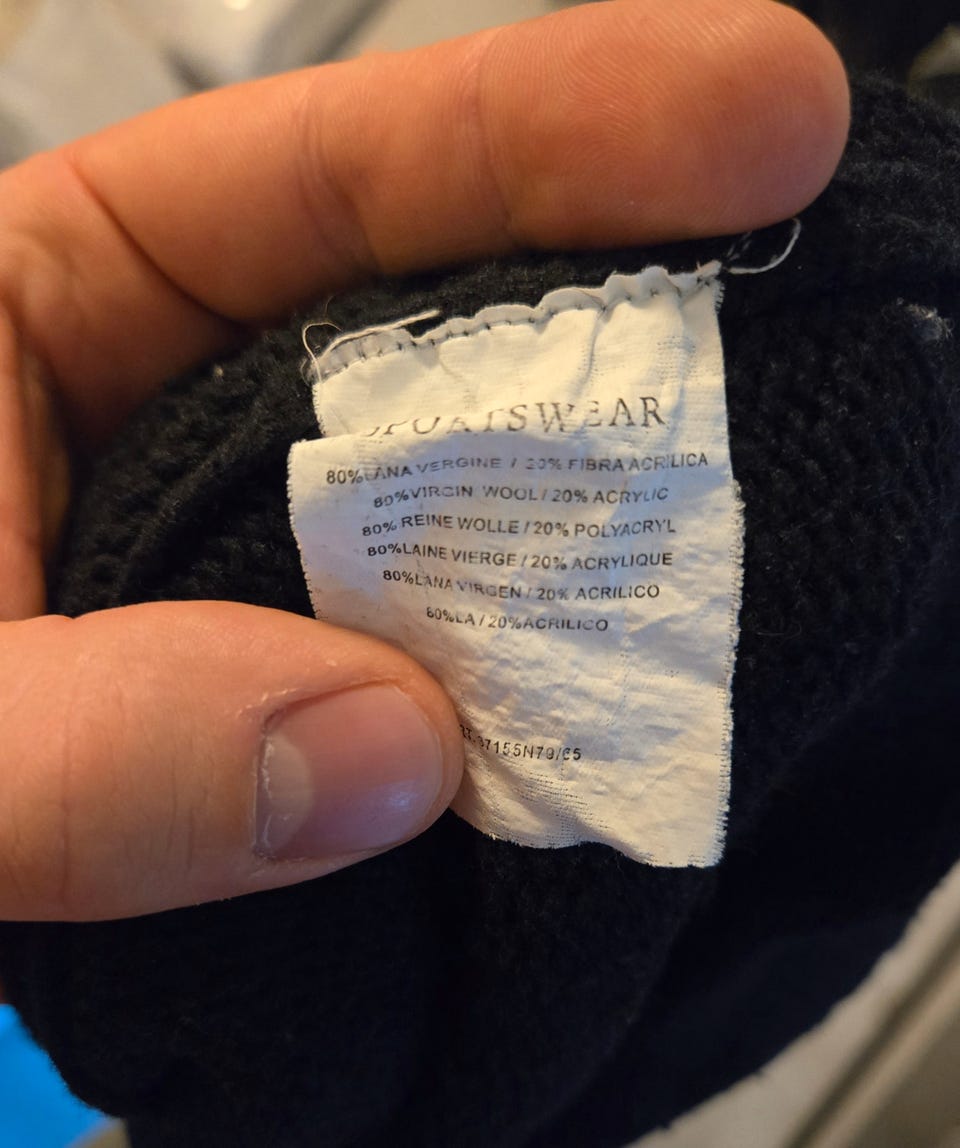 SPORTSWEAR
80%LANA VERGINE / 20% FIBRA ACRILICA
80%VIRGIN WOOL / 20% ACRYLIC
80% REINE WOLLE / 20% POLYACRYL
80%LAINE VIERGE / 20% ACRYLIQUE
80%LANA VIRGEN / 20% ACRILICO
80%LA / 20%ACRILICO